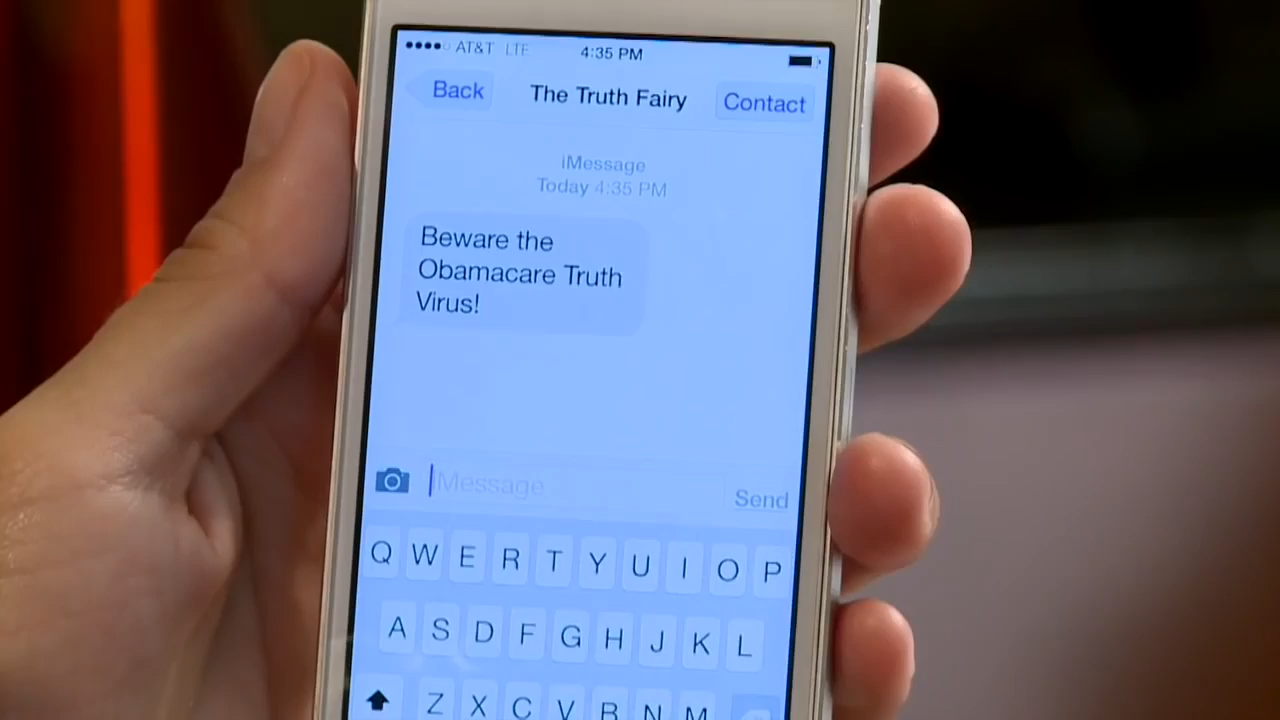 AT&T LTE 4:35 PM
Back The Truth Fairy Contact
iMessage
Today 4:35 PM
Beware the
Obamacare Truth
Virus!
iMessage Send
Q W E R T Y U I O P
A S D F G H J K L
Z X C V B N M